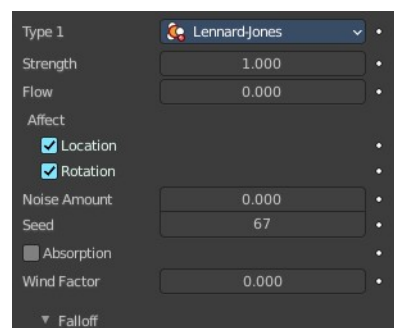 Type 1 Lennard-Jones
Strength 1.000
Flow 0.000
Affect
Location
Rotation
Noise Amount 0.000
Seed 67
Absorption
Wind Factor 0.000
Falloff